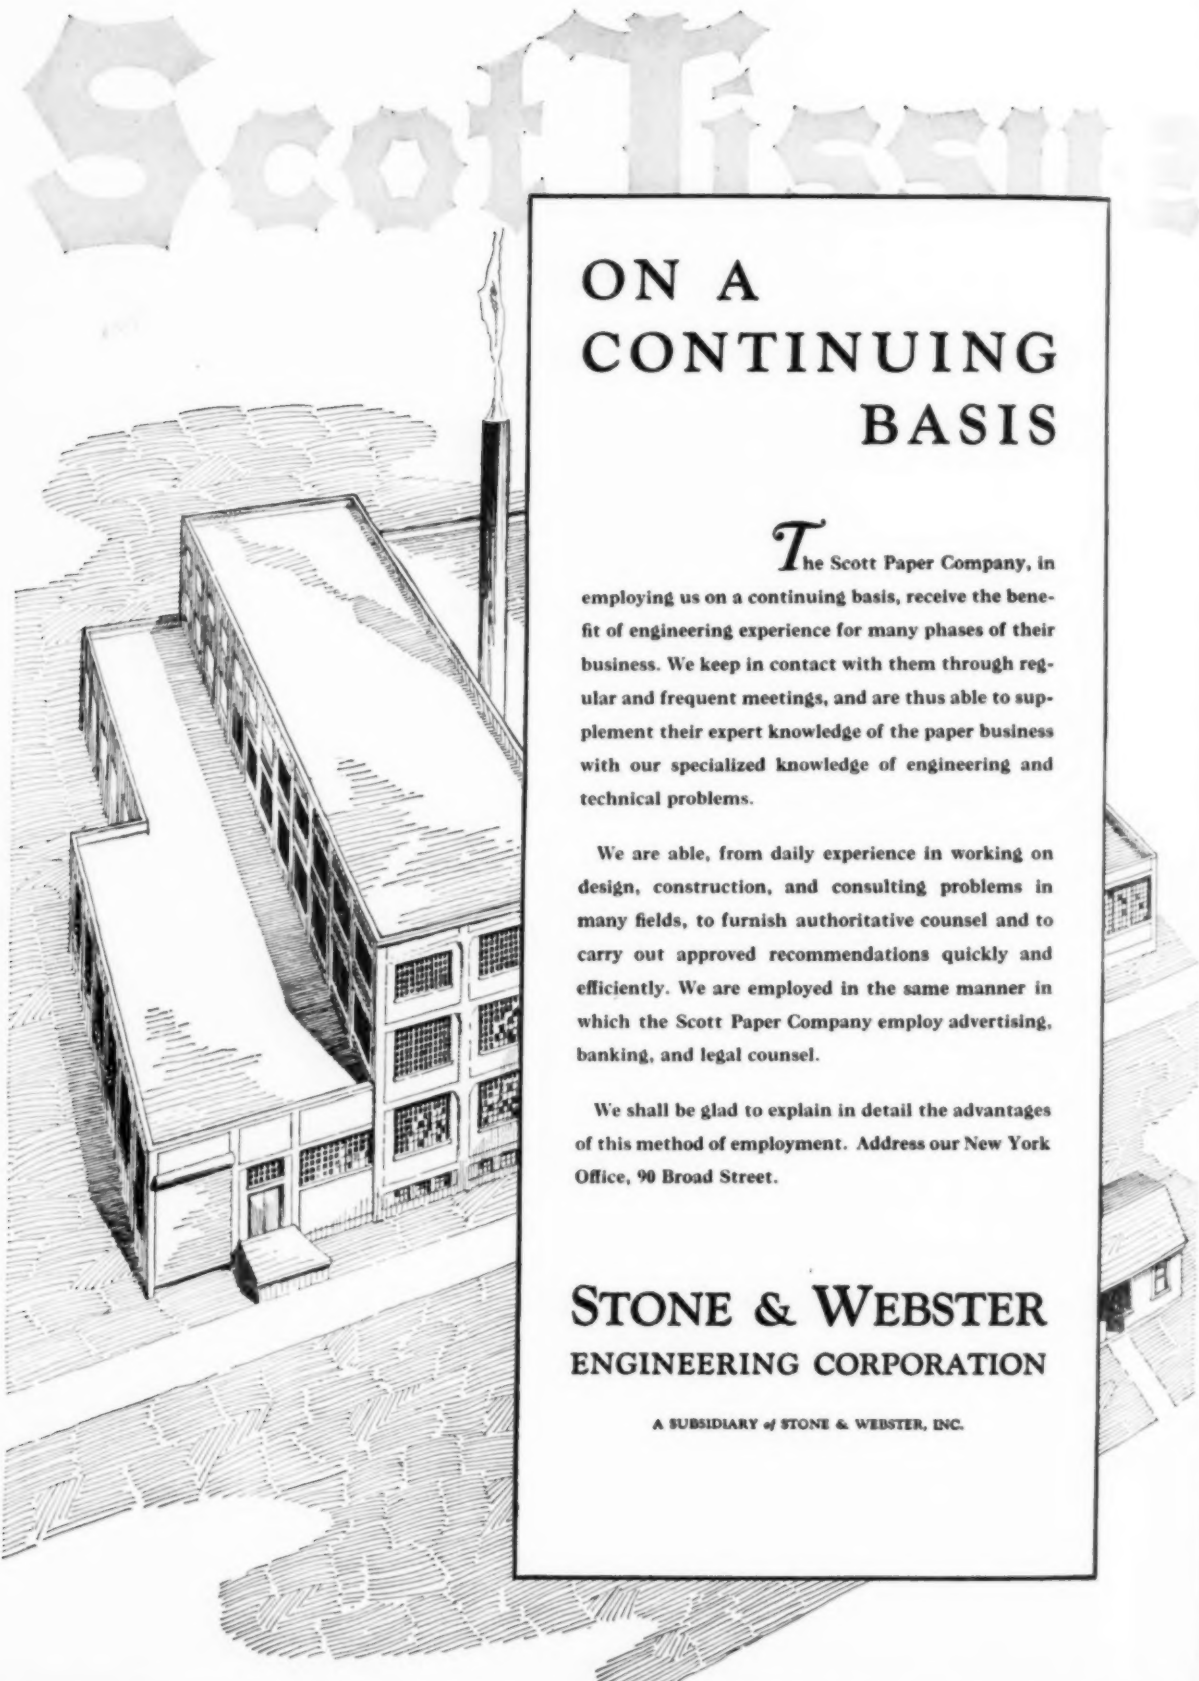 ScotTissu
ON A
CONTINUING
BASIS
The Scott Paper Company, in
employing us on a continuing basis, receive the bene-
fit of engineering experience for many phases of their
business. We keep in contact with them through reg-
ular and frequent meetings, and are thus able to sup-
plement their expert knowledge of the paper business
with our specialized knowledge of engineering and
technical problems.
We are able, from daily experience in working on
design, construction, and consulting problems in
many fields, to furnish authoritative counsel and to
carry out approved recommendations quickly and
efficiently. We are employed in the same manner in
which the Scott Paper Company employ advertising,
banking, and legal counsel.
We shall be glad to explain in detail the advantages
of this method of employment. Address our New York
Office, 90 Broad Street.
STONE & WEBSTER
ENGINEERING CORPORATION
A SUBSIDIARY of STONE & WEBSTER, INC.